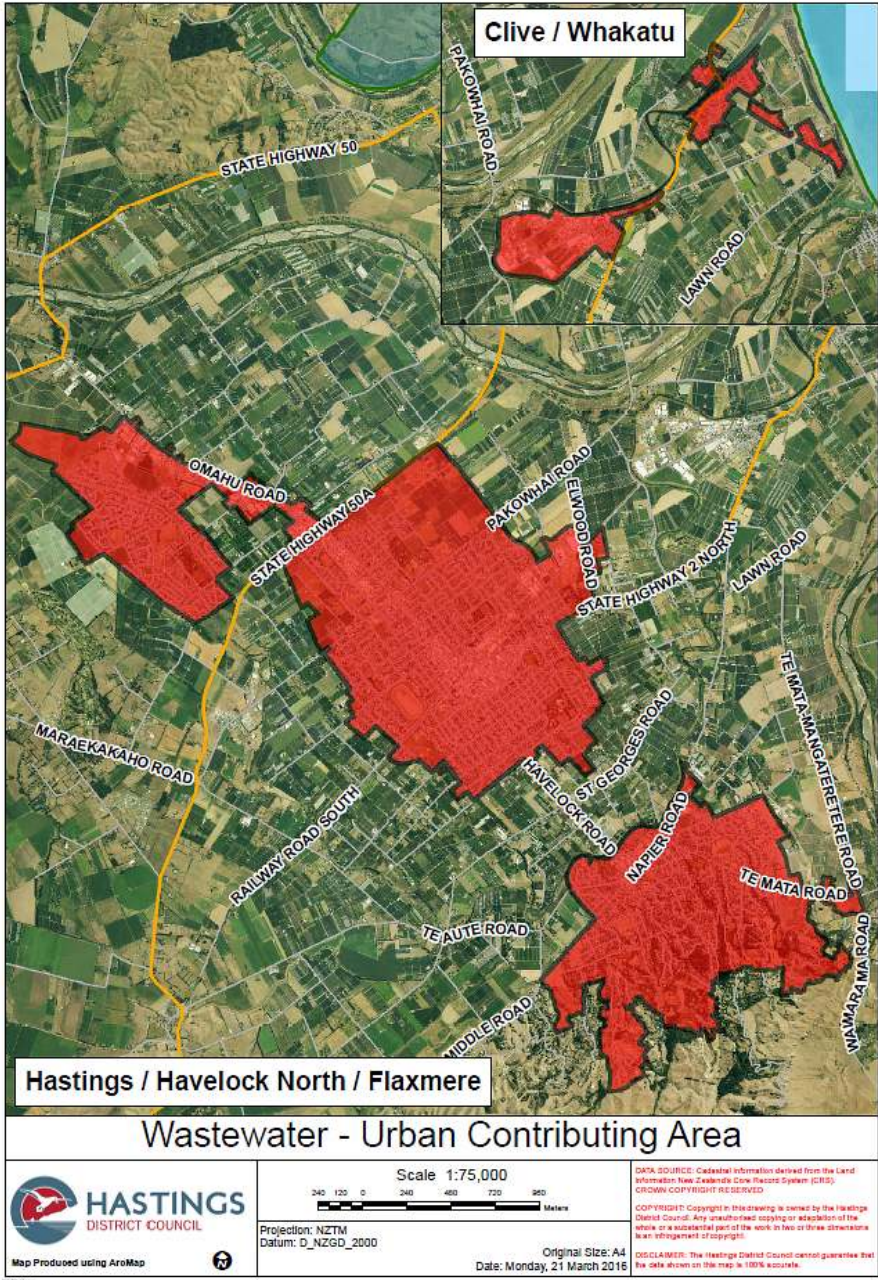 Clive / Whakatu
PAKOWHAI ROAD
STATE HIGHWAY 50
LAWN ROAD
OMAHU ROAD
STATE HIGHWAY 50A
PAKOWHAI ROAD
ELWOOD ROAD
STATE HIGHWAY 2 NORTH
LAWN ROAD
TE MATA-MANGATERETERE ROAD
MARAEKAKAHO ROAD
ST GEORGES ROAD
HAVELOCK ROAD
RAILWAY ROAD SOUTH
NAPIER ROAD
TE MATA ROAD
TE AUTE ROAD
WAIMARAMA ROAD
MIDDLE ROAD
Hastings / Havelock North / Flaxmere
Wastewater - Urban Contributing Area
HASTINGS
DISTRICT COUNCIL
Map Produced using AroMap
Scale 1:75,000
240 120 0 240 480 720 960
Meters
Projection: NZTM
Datum: D_NZGD_2000
Original Size: A4
Date: Monday, 21 March 2016
DATA SOURCE: Cadastral information derived from the Land
Information New Zealand's Core Record System (CRS).
CROWN COPYRIGHT RESERVED
COPYRIGHT: Copyright in this drawing is owned by the Hastings
District Council. Any unauthorised copying or adaptation of the
whole or a substantial part of the work in two or three dimensions
is an infringement of copyright.
DISCLAIMER: The Hastings District Council cannot guarantee that
the data shown on this map is 100% accurate.